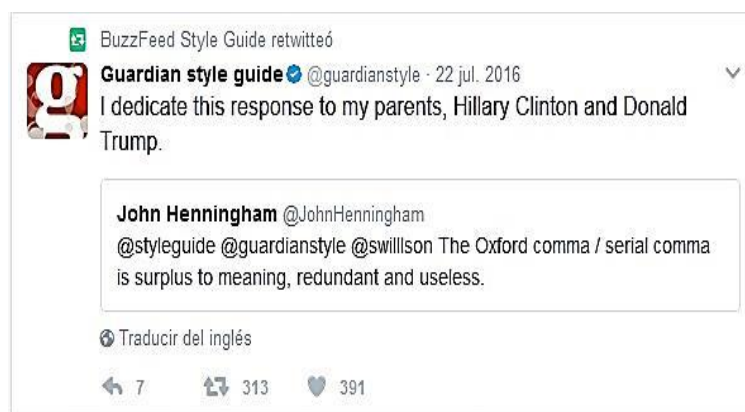 BuzzFeed Style Guide retwitteó
Guardian style guide @guardianstyle · 22 jul. 2016
I dedicate this response to my parents, Hillary Clinton and Donald
Trump.
John Henningham @JohnHenningham
@styleguide @guardianstyle @swilllson The Oxford comma / serial comma
is surplus to meaning, redundant and useless.
Traducir del inglés
7 313 391